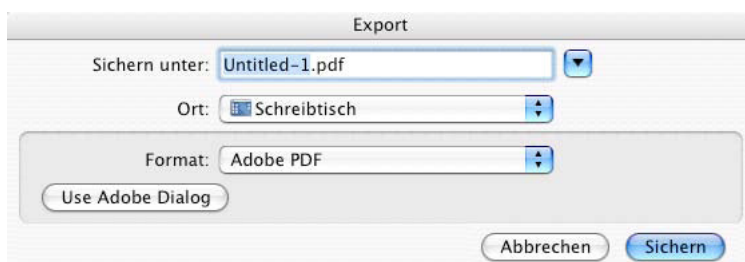 Export
Sichern unter: Untitled-1.pdf
Ort: Schreibtisch
Format: Adobe PDF
Use Adobe Dialog
Abbrechen Sichern